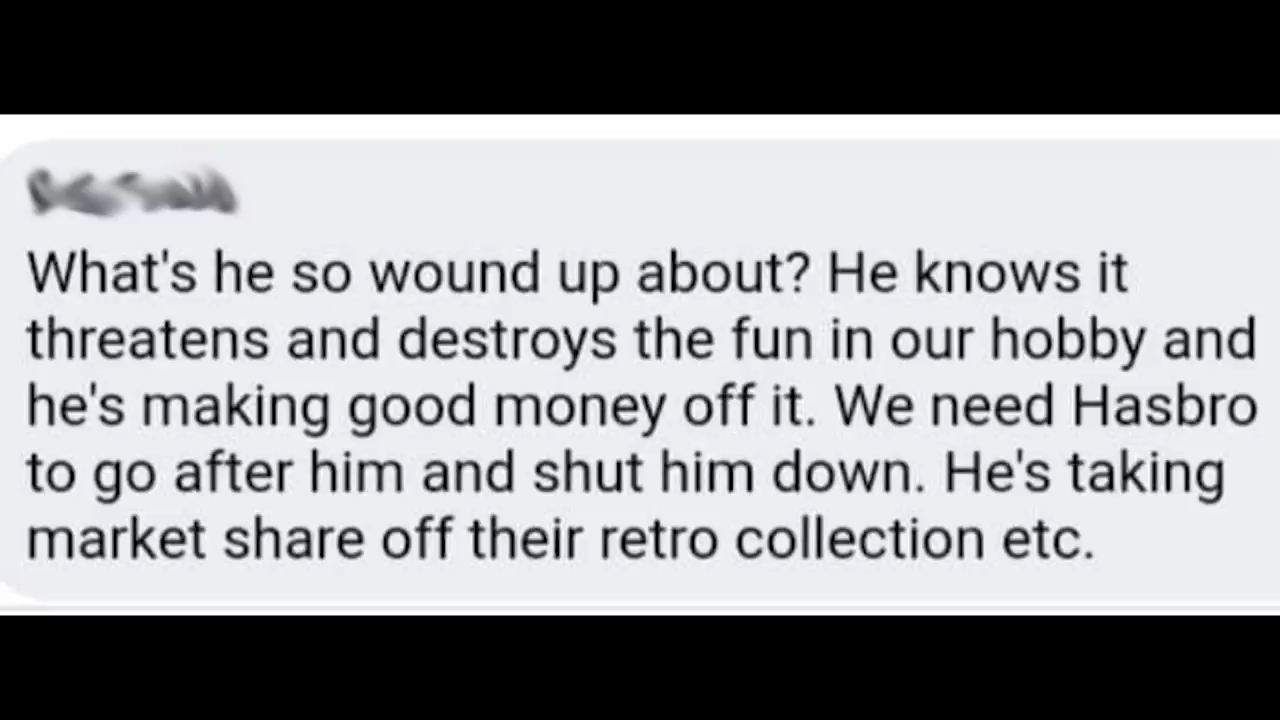 What's he so wound up about? He knows it
threatens and destroys the fun in our hobby and
he's making good money off it. We need Hasbro
to go after him and shut him down. He's taking
market share off their retro collection etc.